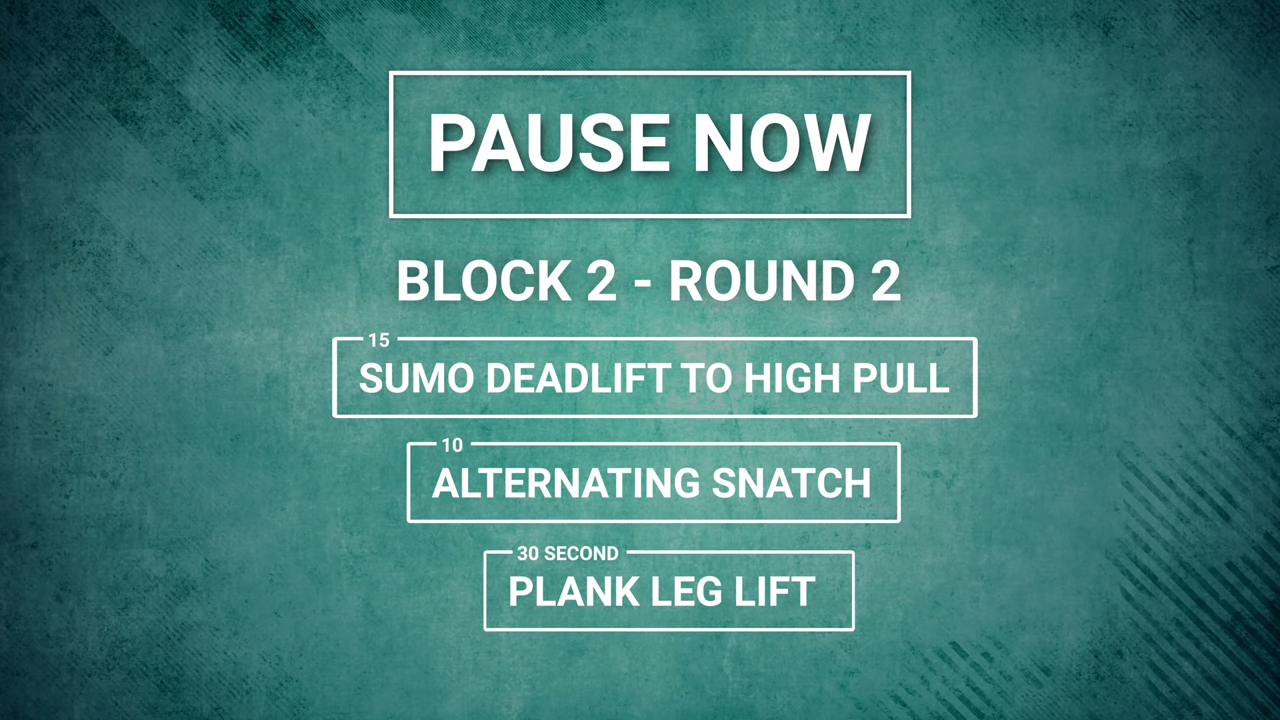 PAUSE NOW
BLOCK 2 - ROUND 2
15
SUMO DEADLIFT TO HIGH PULL
10
ALTERNATING SNATCH
30 SECOND
PLANK LEG LIFT